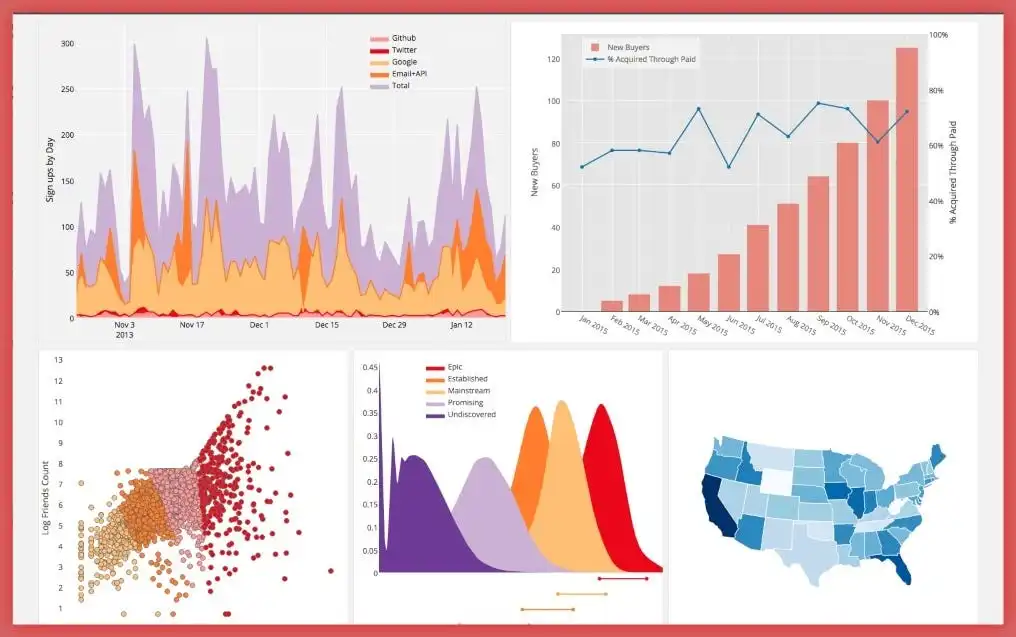 300
250
200
150
100
50
0
Sign ups by Day
Github
Twitter
Google
Email+API
Total
Nov 3
2013
Nov 17
Dec 1
Dec 15
Dec 29
Jan 12
New Buyers
% Acquired Through Paid
120
100
80
60
40
20
0
New Buyers
100%
80%
60%
40%
20%
0%
% Acquired Through Paid
Jan 2015
Feb 2015
Mar 2015
Apr 2015
May 2015
Jun 2015
Jul 2015
Aug 2015
Sep 2015
Oct 2015
Nov 2015
Dec 2015
13
12
11
10
9
8
7
6
5
4
3
2
1
Log Friends Count
0.45
0.4
0.35
0.3
0.25
0.2
0.15
0.1
0.05
0
Epic
Established
Mainstream
Promising
Undiscovered